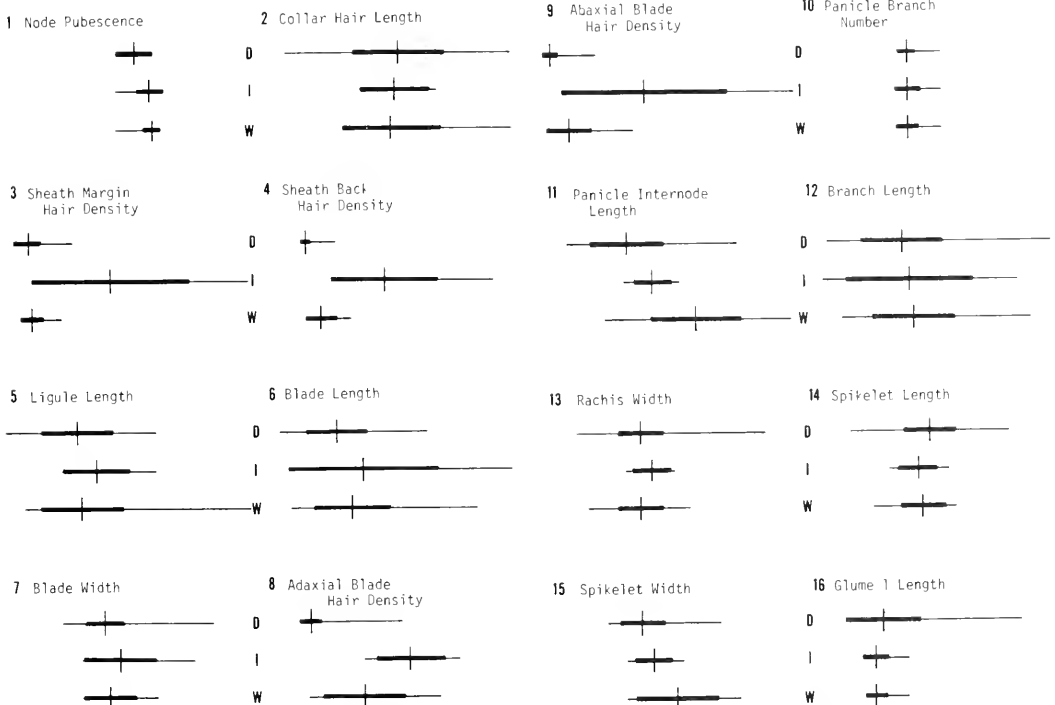 1 Node Pubescence
2 Collar Hair Length
D
I
W
3 Sheath Margin
Hair Density
4 Sheath Back
Hair Density
D
I
W
5 Ligule Length
6 Blade Length
D
I
W
7 Blade Width
8 Adaxial Blade
Hair Density
D
I
W
9 Abaxial Blade
Hair Density
10 Panicle Branch
Number
D
I
W
11 Panicle Internode
Length
12 Branch Length
D
I
W
13 Rachis Width
14 Spikelet Length
D
I
W
15 Spikelet Width
16 Glume 1 Length
D
I
W